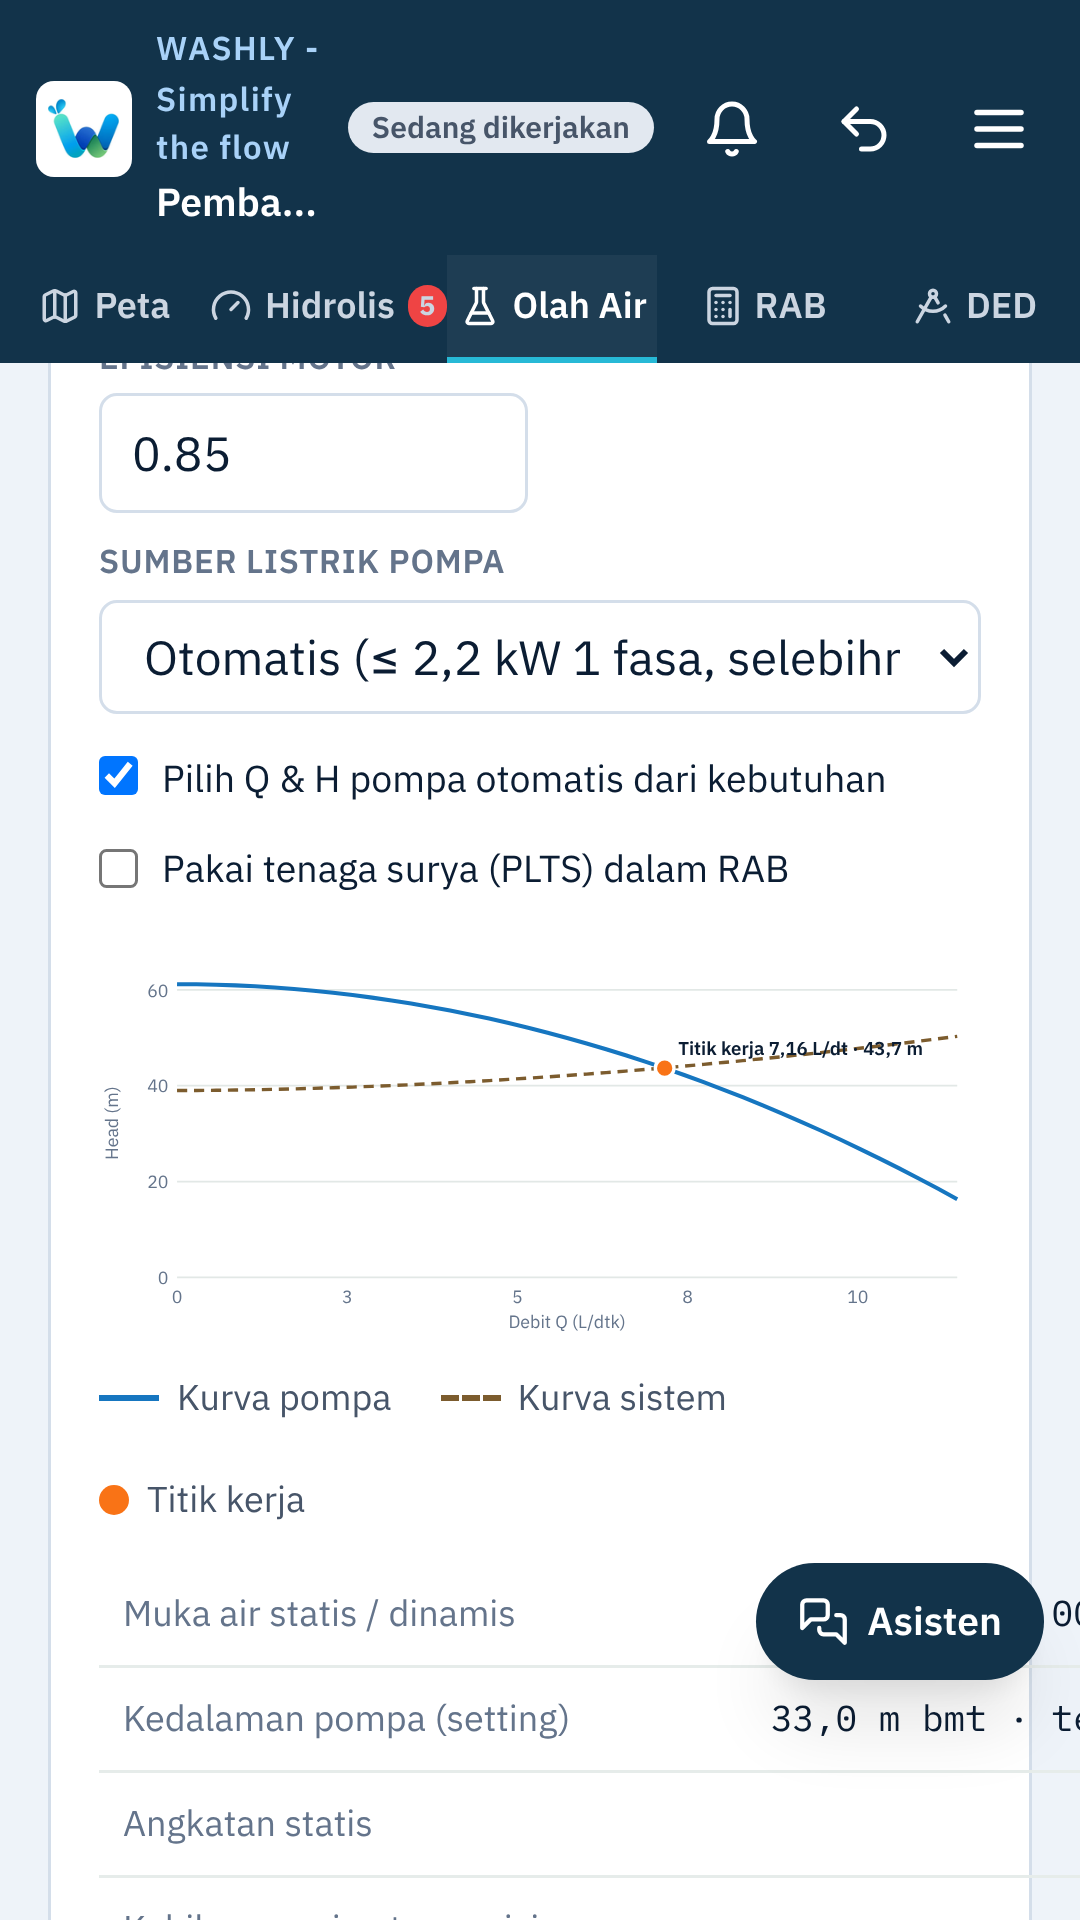 WASHLY -
Simplify
the flow
Pemba...
Sedang dikerjakan
Peta
Hidrolis 5
Olah Air
RAB
DED
EFISIENSI MOTOR
0.85
SUMBER LISTRIK POMPA
Otomatis (≤ 2,2 kW 1 fasa, selebihr
Pilih Q & H pompa otomatis dari kebutuhan
Pakai tenaga surya (PLTS) dalam RAB
60
40
20
0
Head (m)
Titik kerja 7,16 L/dt · 43,7 m
0 3 5 8 10
Debit Q (L/dtk)
Kurva pompa
Kurva sistem
Titik kerja
Muka air statis / dinamis
Asisten
Kedalaman pompa (setting) 33,0 m bmt · te
Angkatan statis